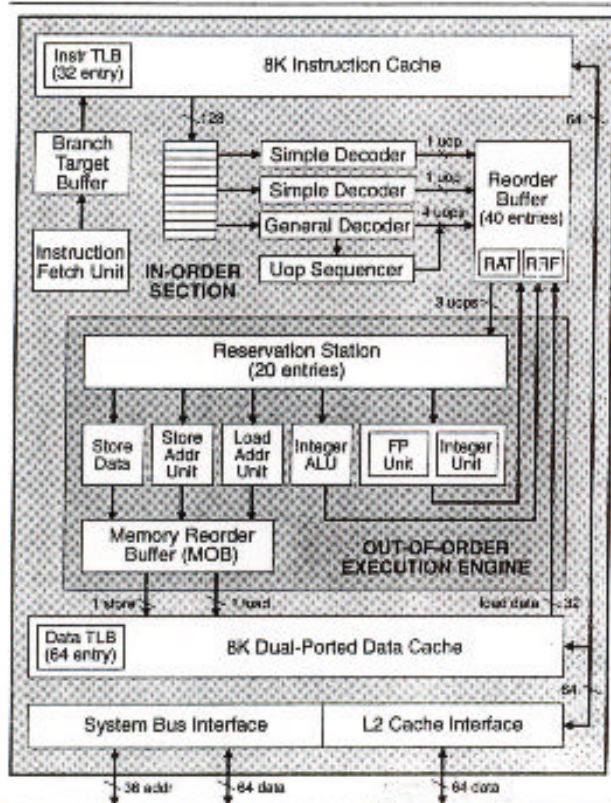 Instr TLB
(32 entry)
8K Instruction Cache
128
64
Branch
Target
Buffer
Simple Decoder
1 uop
Simple Decoder
1 uop
General Decoder
4 uops
Reorder
Buffer
(40 entries)
Instruction
Fetch Unit
IN-ORDER
SECTION
Uop Sequencer
RAT
RRF
3 uops
Reservation Station
(20 entries)
Store
Data
Store
Addr
Unit
Load
Addr
Unit
Integer
ALU
FP
Unit
Integer
Unit
Memory Reorder
Buffer (MOB)
OUT-OF-ORDER
EXECUTION ENGINE
1 store
1 load
load data
32
Data TLB
(64 entry)
8K Dual-Ported Data Cache
64
System Bus Interface
L2 Cache Interface
36 addr
64 data
64 data